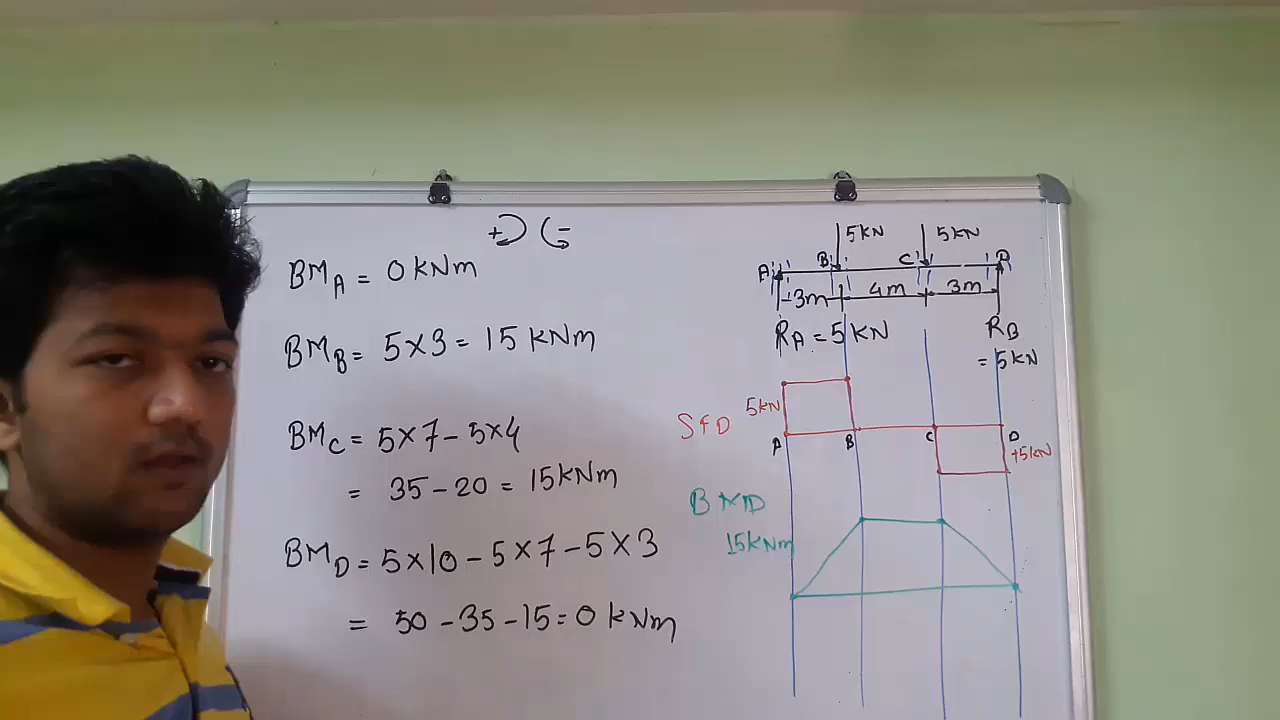 + -
BMA = 0 kNm
BMB = 5×3 = 15 kNm
BMC = 5×7 - 5×4
= 35 - 20 = 15kNm
BMD = 5×10 - 5×7 - 5×3
= 50 - 35 - 15 = 0 kNm
5kN 5kN
A B C D
3m 4m 3m
RA = 5 kN RB
= 5kN
SFD 5kN
A B C D
BMD
15kNm